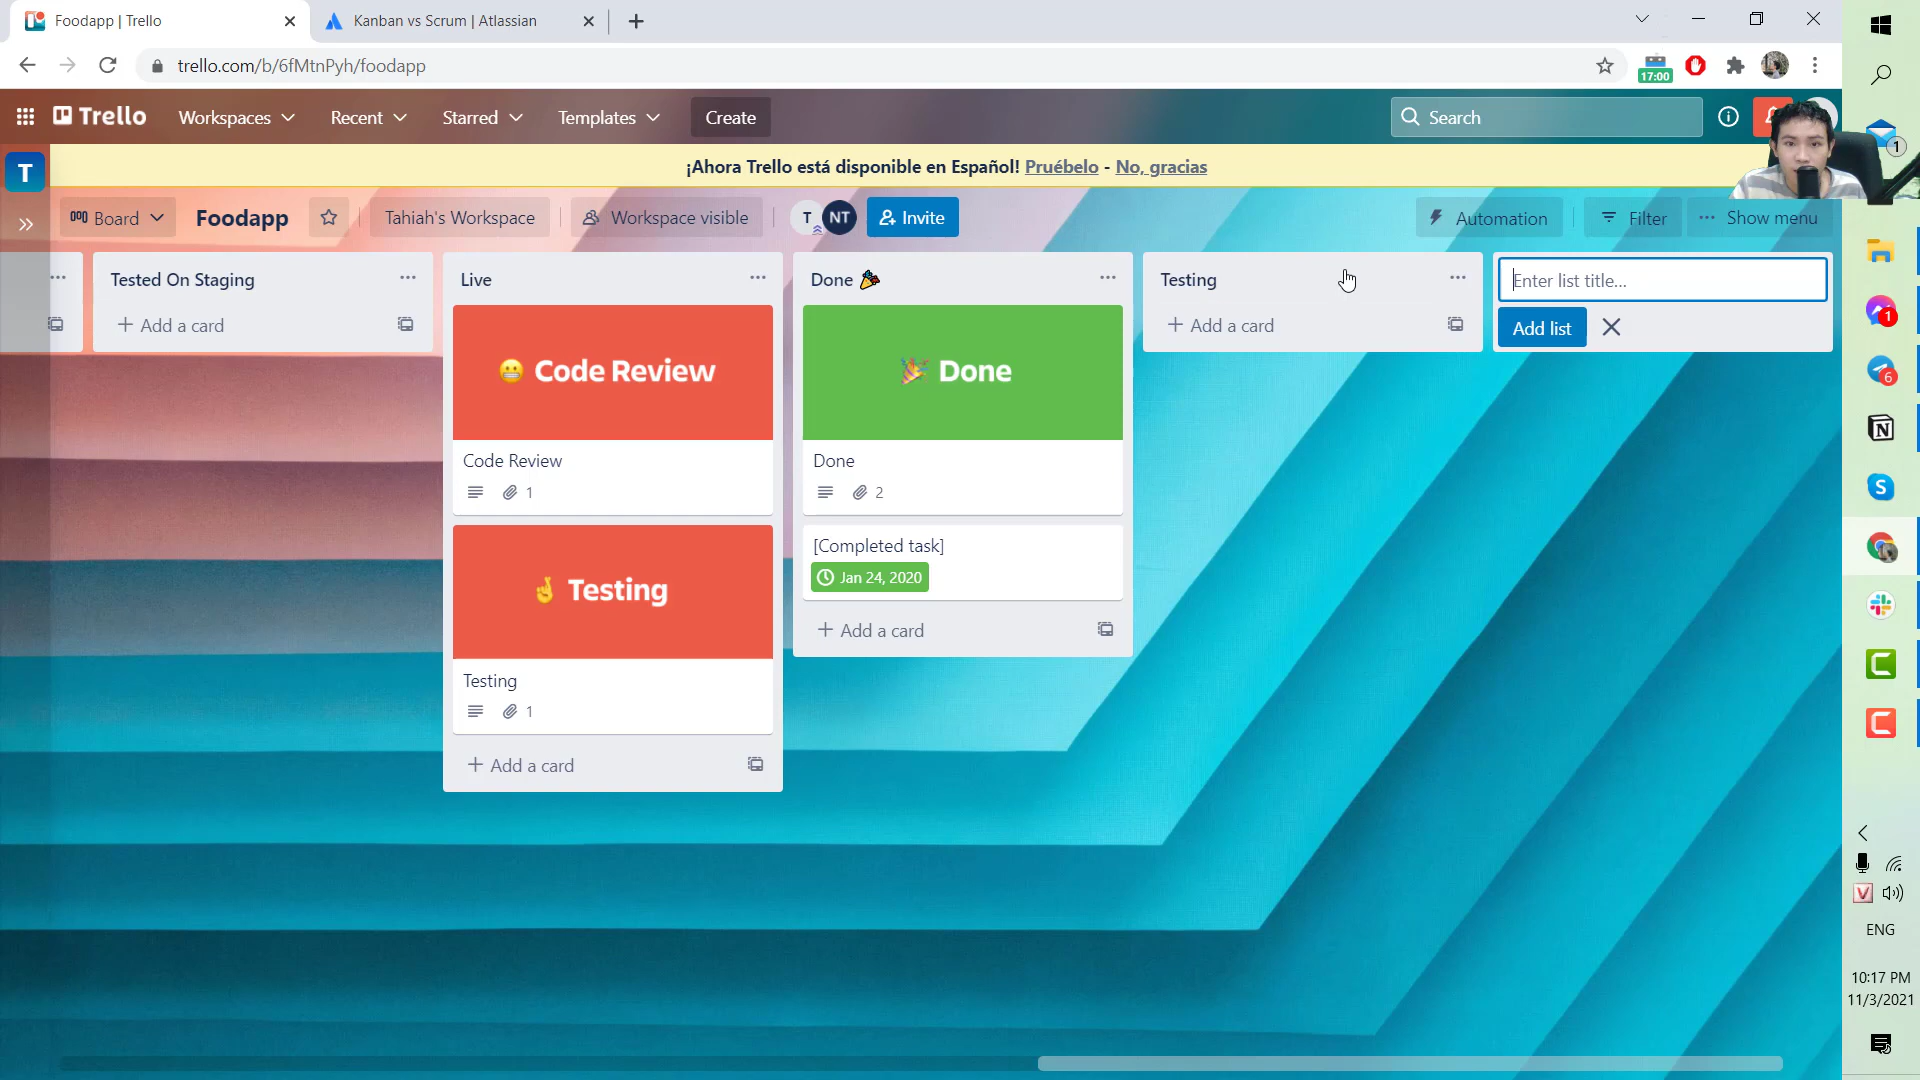 Foodapp | Trello
Kanban vs Scrum | Atlassian
trello.com/b/6fMtnPyh/foodapp
17:00
Trello
Workspaces
Recent
Starred
Templates
Create
Search
1
T
¡Ahora Trello está disponible en Español! Pruébelo - No, gracias
Board
Foodapp
Tahiah's Workspace
Workspace visible
T
NT
Invite
Automation
Filter
Show menu
Tested On Staging
Add a card
Live
Code Review
Code Review
1
Testing
Testing
1
Add a card
Done
Done
Done
2
[Completed task]
Jan 24, 2020
Add a card
Testing
Add a card
Enter list title...
Add list
1
6
N
S
C
C
V
ENG
10:17 PM
11/3/2021